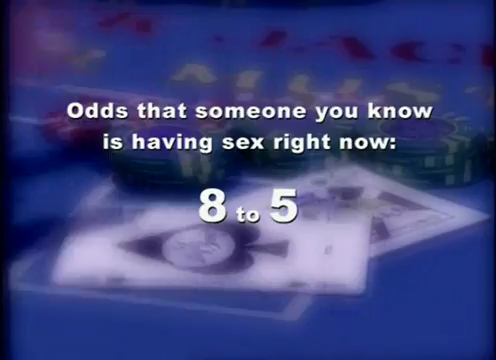 Odds that someone you know
is having sex right now:
8 to 5